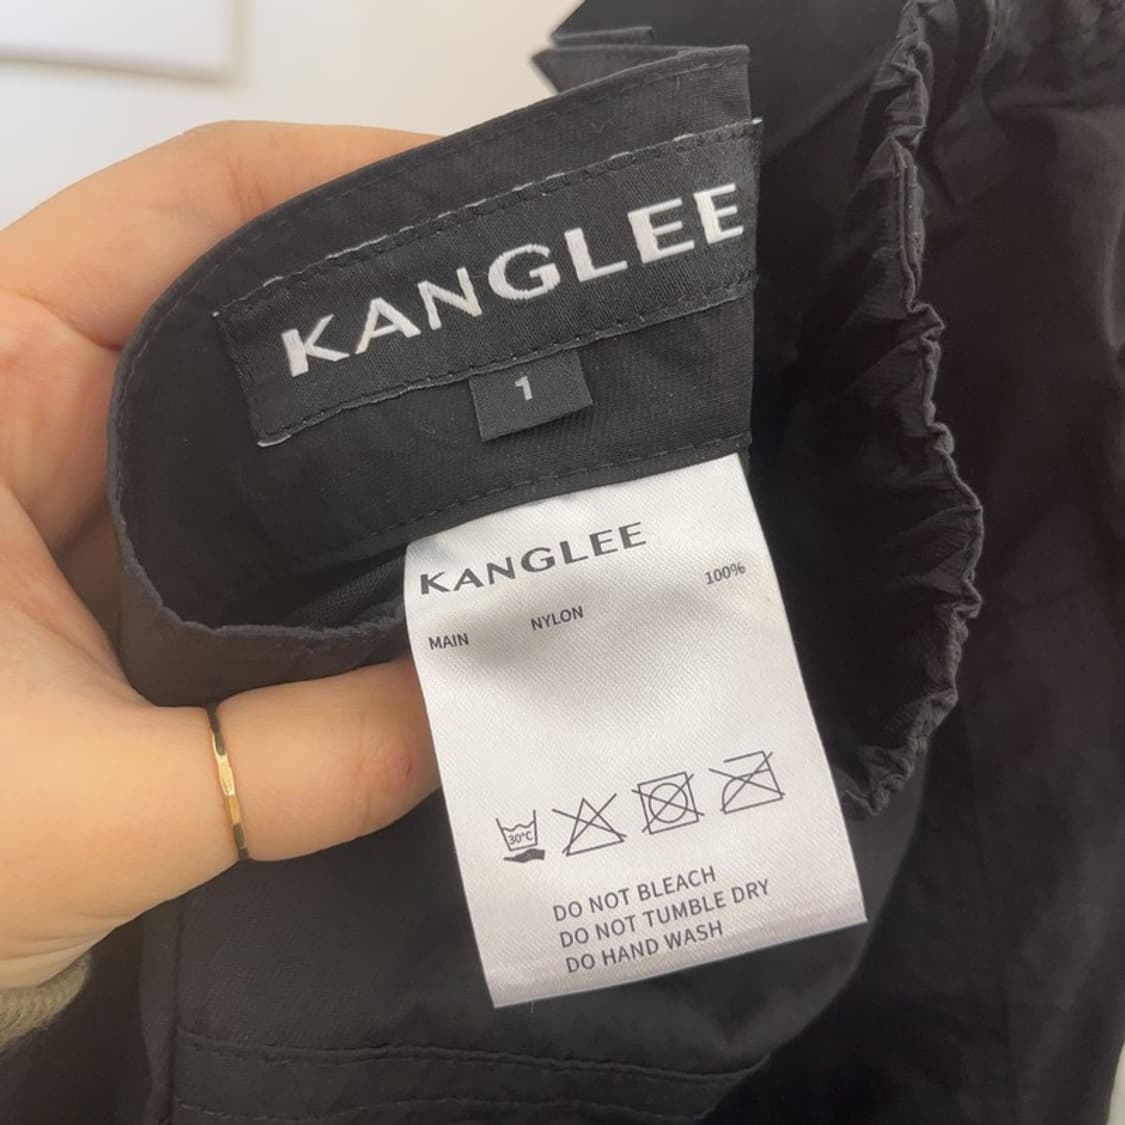 KANGLEE
1
KANGLEE
MAIN NYLON 100%
30°C
DO NOT BLEACH
DO NOT TUMBLE DRY
DO HAND WASH